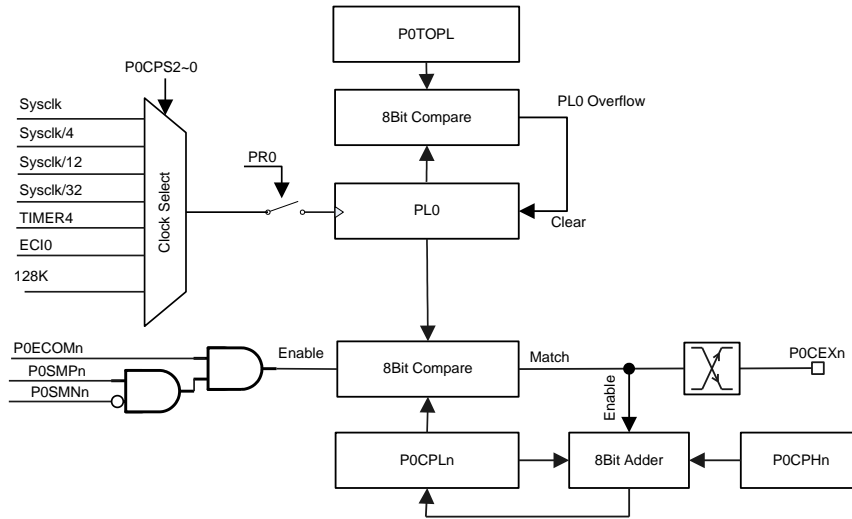 P0TOPL
P0CPS2~0
Sysclk
PL0 Overflow
8Bit Compare
Sysclk/4
Sysclk/12
PR0
Sysclk/32
Clock Select
PL0
TIMER4
Clear
ECI0
128K
P0ECOMn
Enable
8Bit Compare
Match
P0CEXn
P0SMPn
P0SMNn
Enable
P0CPLn
8Bit Adder
P0CPHn